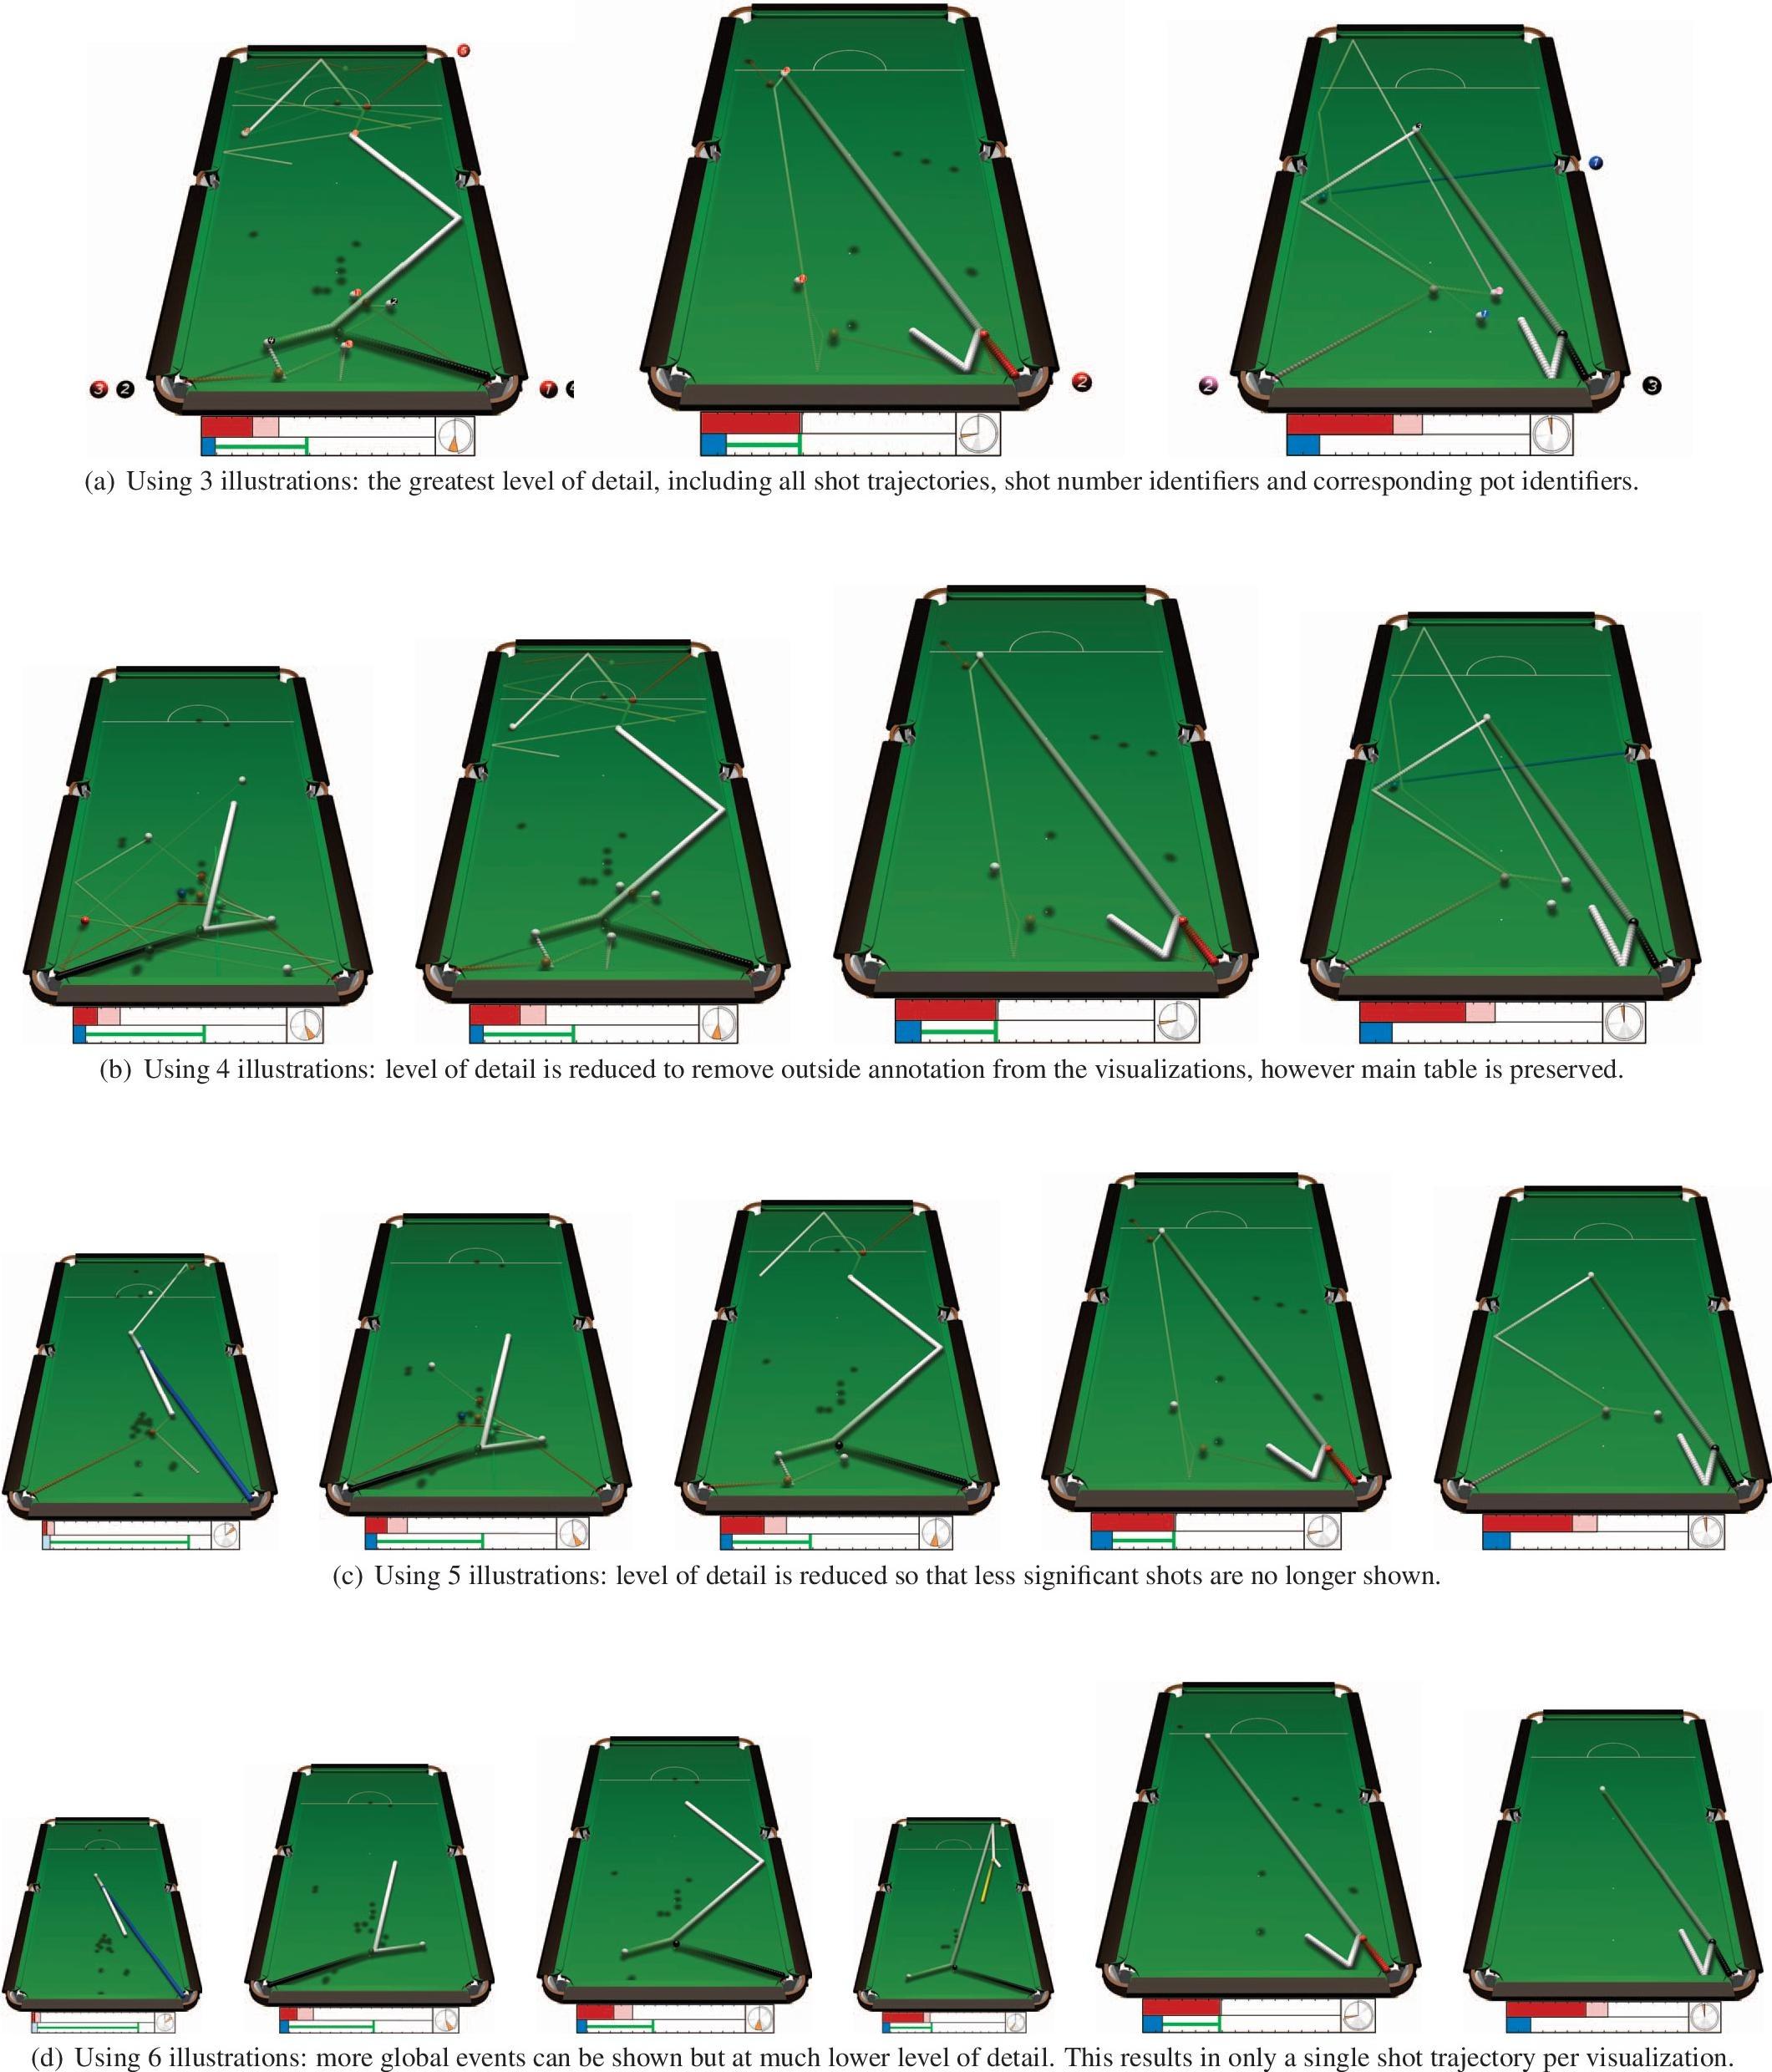 5
3 2 1
2
1
2
3
(a) Using 3 illustrations: the greatest level of detail, including all shot trajectories, shot number identifiers and corresponding pot identifiers.
(b) Using 4 illustrations: level of detail is reduced to remove outside annotation from the visualizations, however main table is preserved.
(c) Using 5 illustrations: level of detail is reduced so that less significant shots are no longer shown.
(d) Using 6 illustrations: more global events can be shown but at much lower level of detail. This results in only a single shot trajectory per visualization.